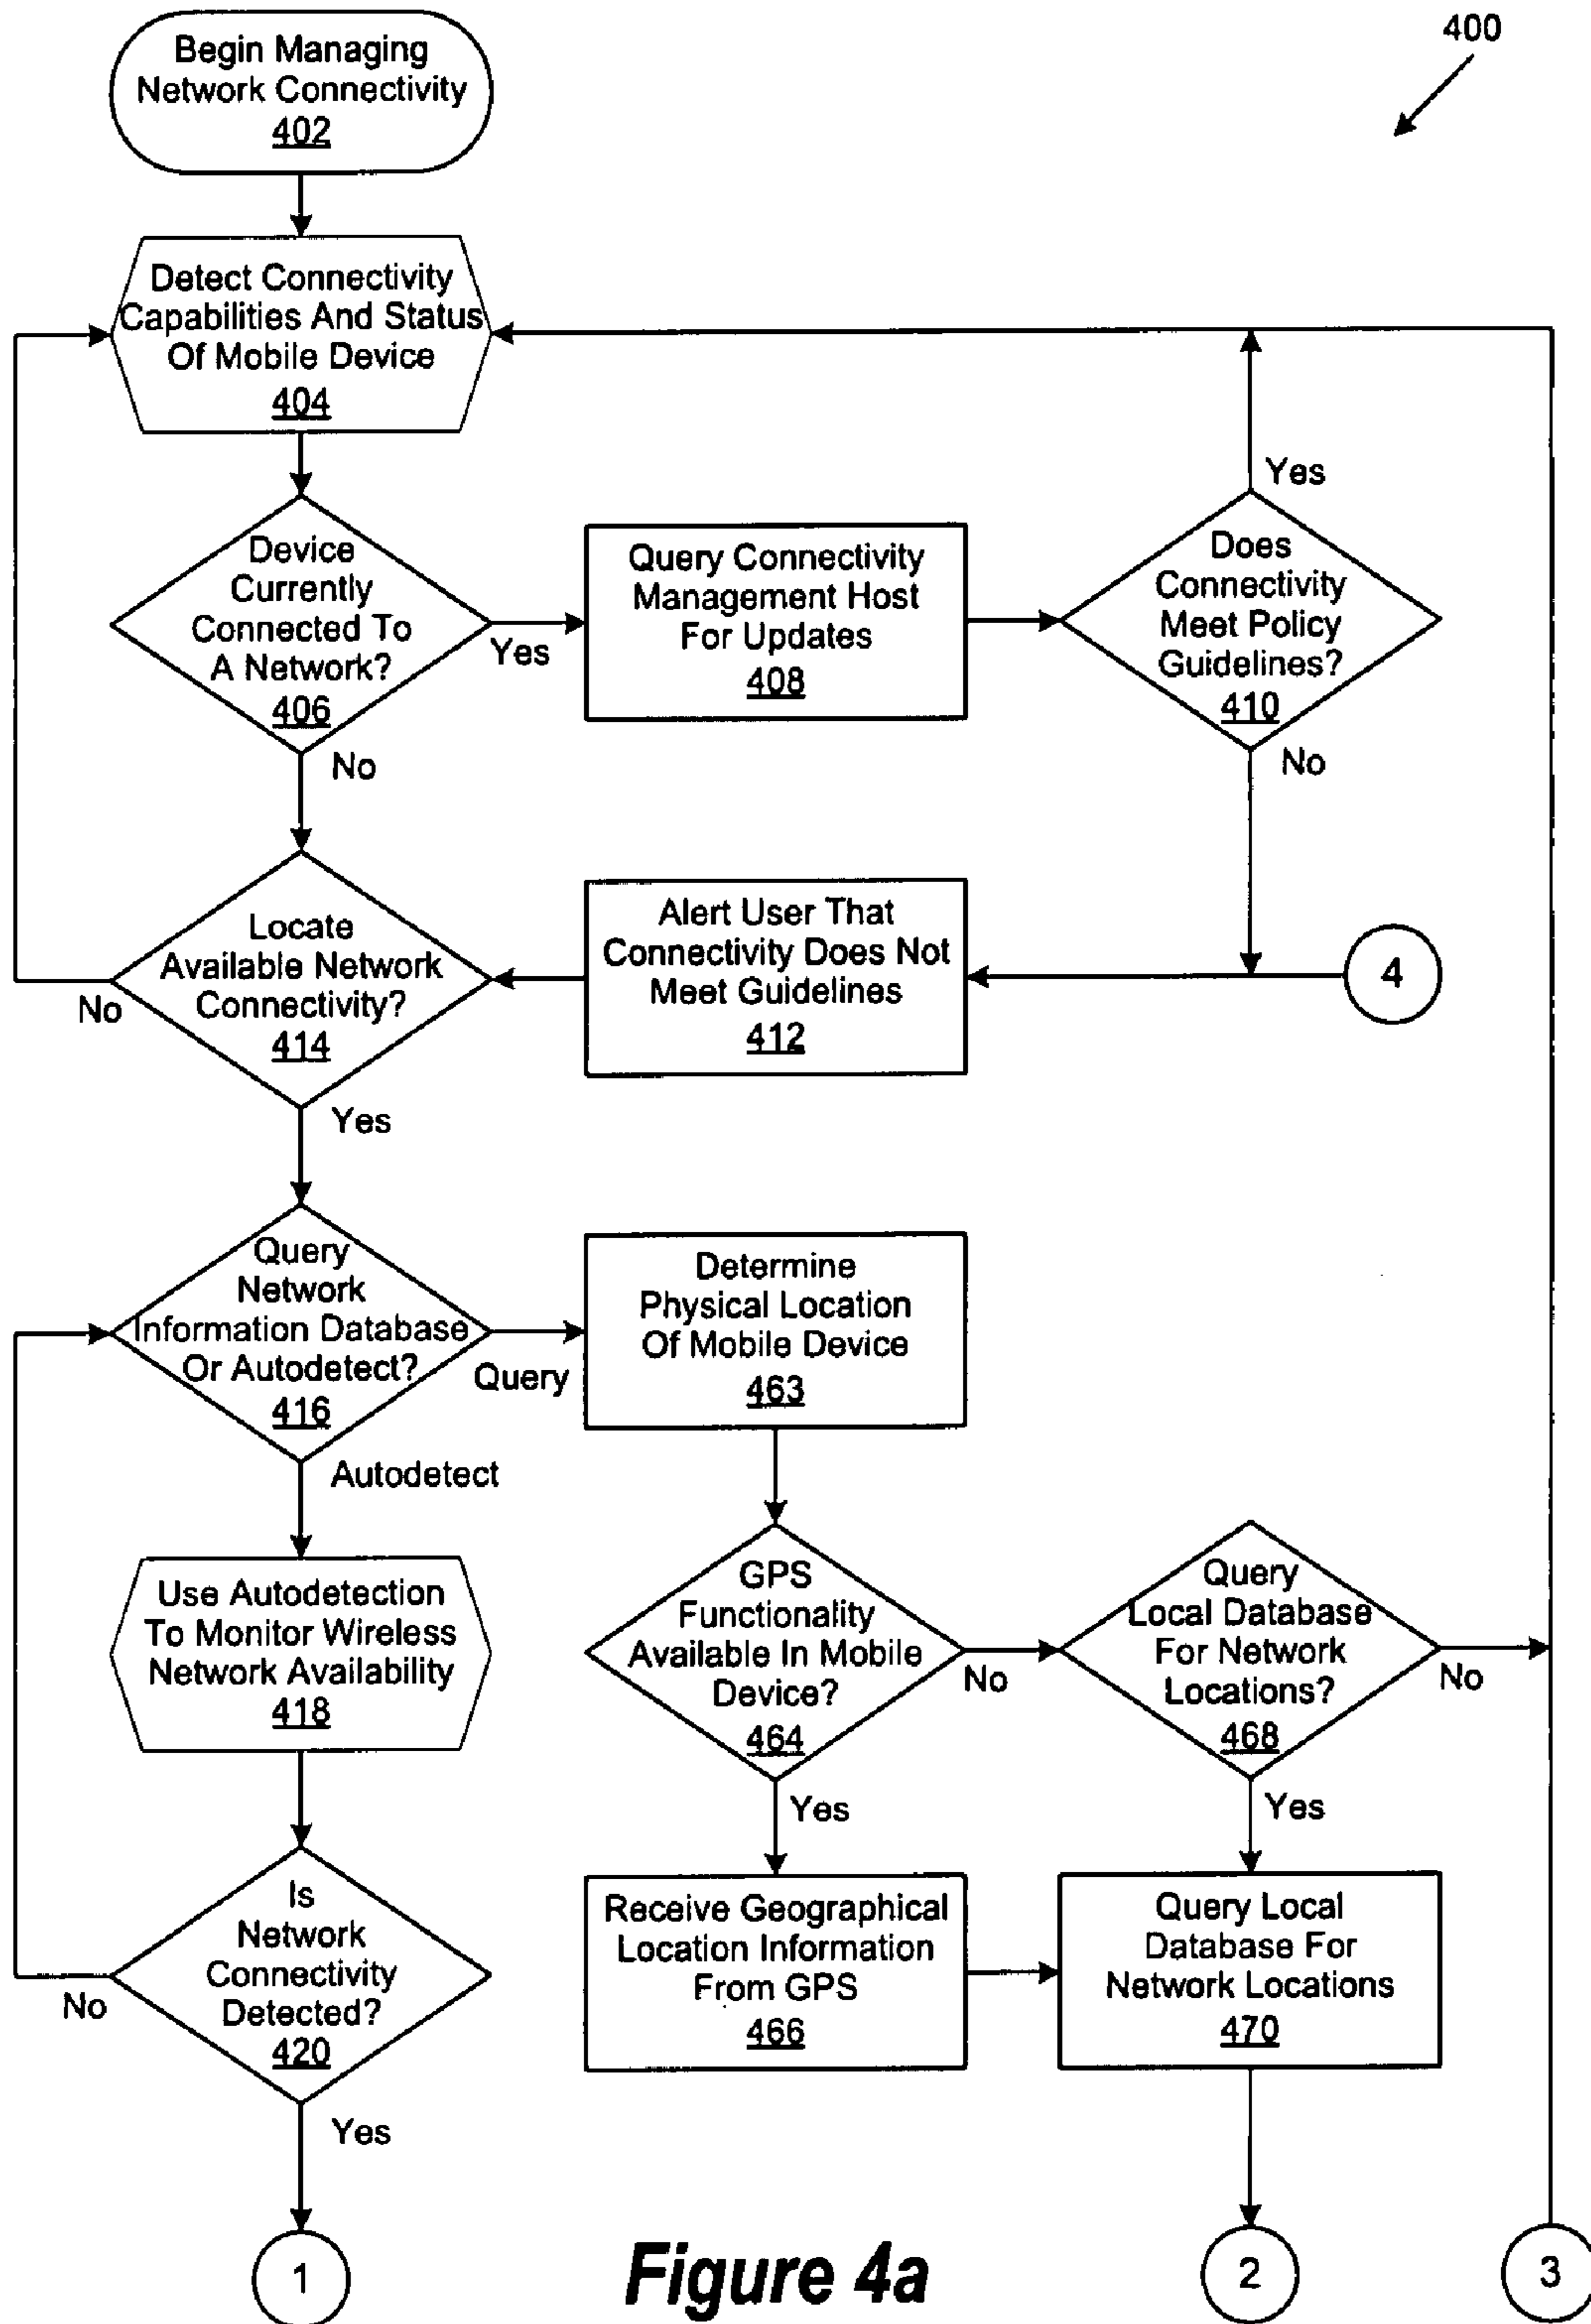 400
Begin Managing
Network Connectivity
402
Detect Connectivity
Capabilities And Status
Of Mobile Device
404
Device
Currently
Connected To
A Network?
406
Yes
No
Query Connectivity
Management Host
For Updates
408
Does
Connectivity
Meet Policy
Guidelines?
410
Yes
No
Locate
Available Network
Connectivity?
414
No
Yes
Alert User That
Connectivity Does Not
Meet Guidelines
412
4
Query
Network
Information Database
Or Autodetect?
416
Query
Autodetect
Determine
Physical Location
Of Mobile Device
463
Use Autodetection
To Monitor Wireless
Network Availability
418
GPS
Functionality
Available In Mobile
Device?
464
No
Yes
Query
Local Database
For Network
Locations?
468
No
Yes
Is
Network
Connectivity
Detected?
420
No
Yes
Receive Geographical
Location Information
From GPS
466
Query Local
Database For
Network Locations
470
1
Figure 4a
2
3